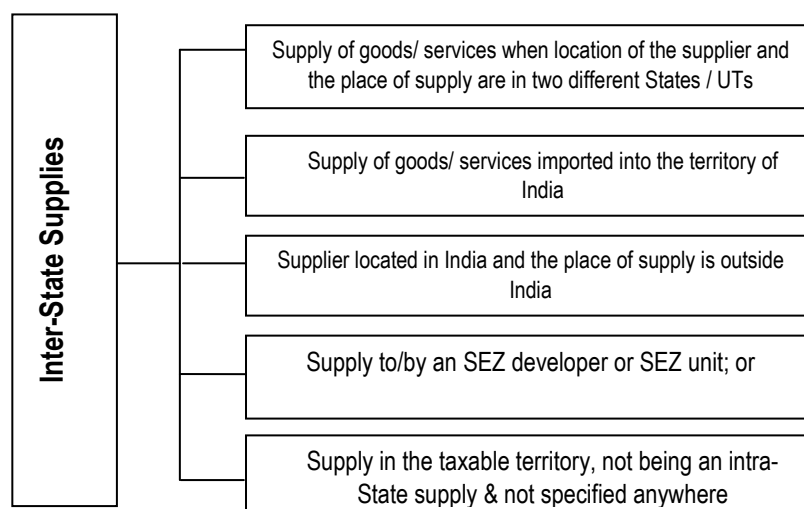 Inter-State Supplies
Supply of goods/ services when location of the supplier and
the place of supply are in two different States / UTs
Supply of goods/ services imported into the territory of
India
Supplier located in India and the place of supply is outside
India
Supply to/by an SEZ developer or SEZ unit; or
Supply in the taxable territory, not being an intra-
State supply & not specified anywhere